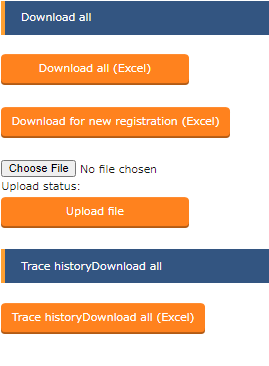 Download all
Download all (Excel)
Download for new registration (Excel)
Choose File No file chosen
Upload status:
Upload file
Trace historyDownload all
Trace historyDownload all (Excel)